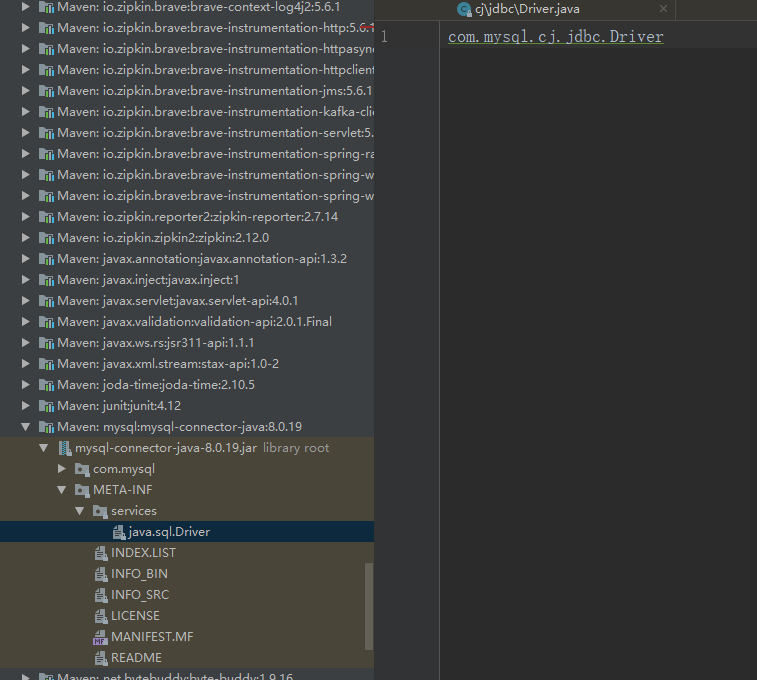 Maven: io.zipkin.brave:brave-context-log4j2:5.6.1
Maven: io.zipkin.brave:brave-instrumentation-http:5.6.1
Maven: io.zipkin.brave:brave-instrumentation-httpasync
Maven: io.zipkin.brave:brave-instrumentation-httpclient
Maven: io.zipkin.brave:brave-instrumentation-jms:5.6.1
Maven: io.zipkin.brave:brave-instrumentation-kafka-clie
Maven: io.zipkin.brave:brave-instrumentation-servlet:5.
Maven: io.zipkin.brave:brave-instrumentation-spring-ra
Maven: io.zipkin.brave:brave-instrumentation-spring-w
Maven: io.zipkin.brave:brave-instrumentation-spring-w
Maven: io.zipkin.reporter2:zipkin-reporter:2.7.14
Maven: io.zipkin.zipkin2:zipkin:2.12.0
Maven: javax.annotation:javax.annotation-api:1.3.2
Maven: javax.inject:javax.inject:1
Maven: javax.servlet:javax.servlet-api:4.0.1
Maven: javax.validation:validation-api:2.0.1.Final
Maven: javax.ws.rs:jsr311-api:1.1.1
Maven: javax.xml.stream:stax-api:1.0-2
Maven: joda-time:joda-time:2.10.5
Maven: junit:junit:4.12
Maven: mysql:mysql-connector-java:8.0.19
mysql-connector-java-8.0.19.jar library root
com.mysql
META-INF
services
java.sql.Driver
INDEX.LIST
INFO_BIN
INFO_SRC
LICENSE
MANIFEST.MF
README
Maven: net.bytebuddy:byte-buddy:1.9.16
cj\jdbc\Driver.java
1 com.mysql.cj.jdbc.Driver